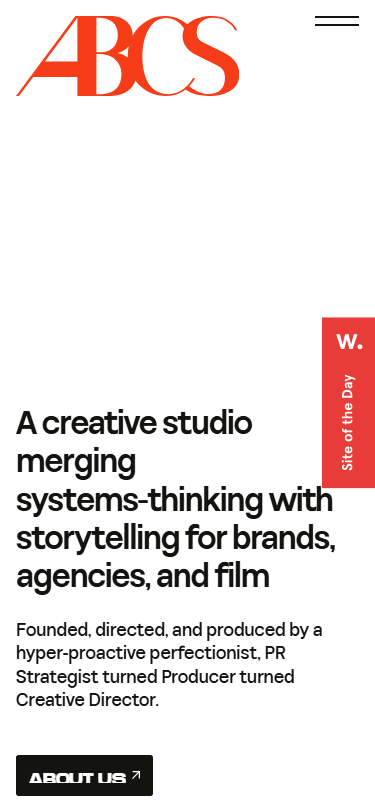 ABCS
W.
Site of the Day
A creative studio
merging
systems-thinking with
storytelling for brands,
agencies, and film
Founded, directed, and produced by a
hyper-proactive perfectionist, PR
Strategist turned Producer turned
Creative Director.
ABOUT US